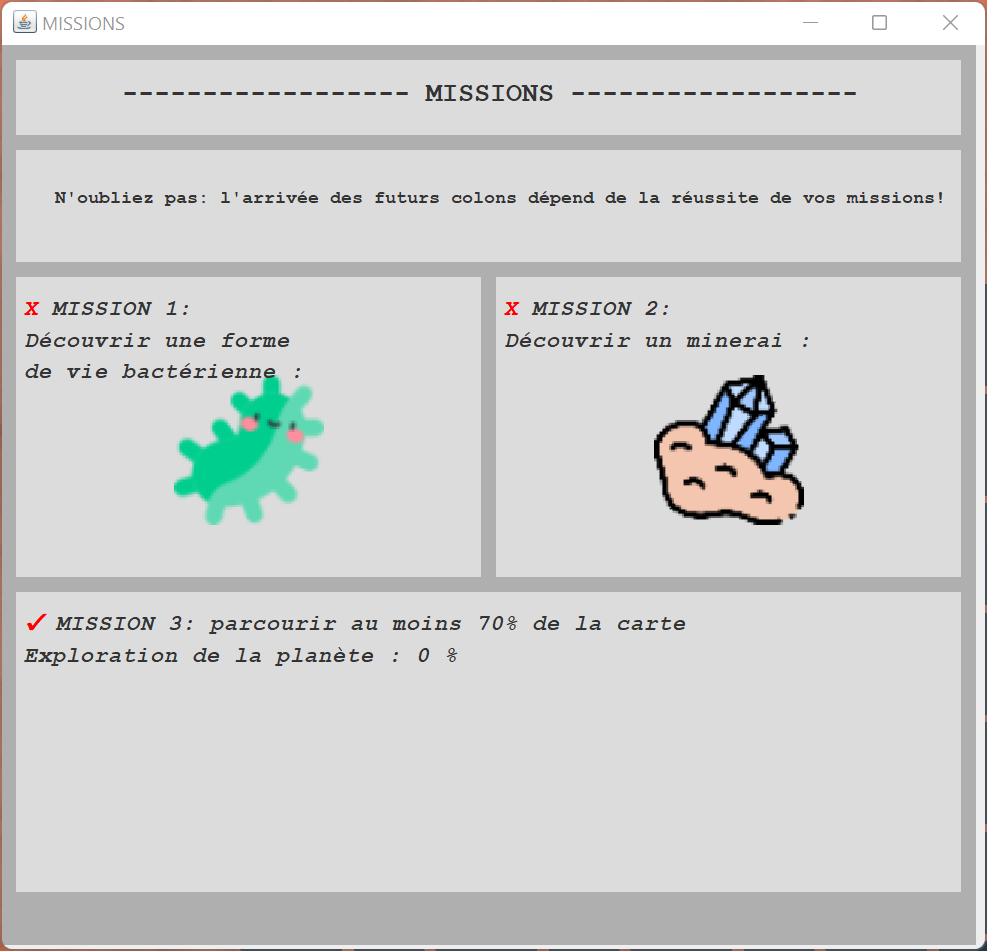 MISSIONS
------------------ MISSIONS ------------------
N'oubliez pas: l'arrivée des futurs colons dépend de la réussite de vos missions!
X MISSION 1:
Découvrir une forme
de vie bactérienne :
X MISSION 2:
Découvrir un minerai :
✓ MISSION 3: parcourir au moins 70% de la carte
Exploration de la planète : 0 %